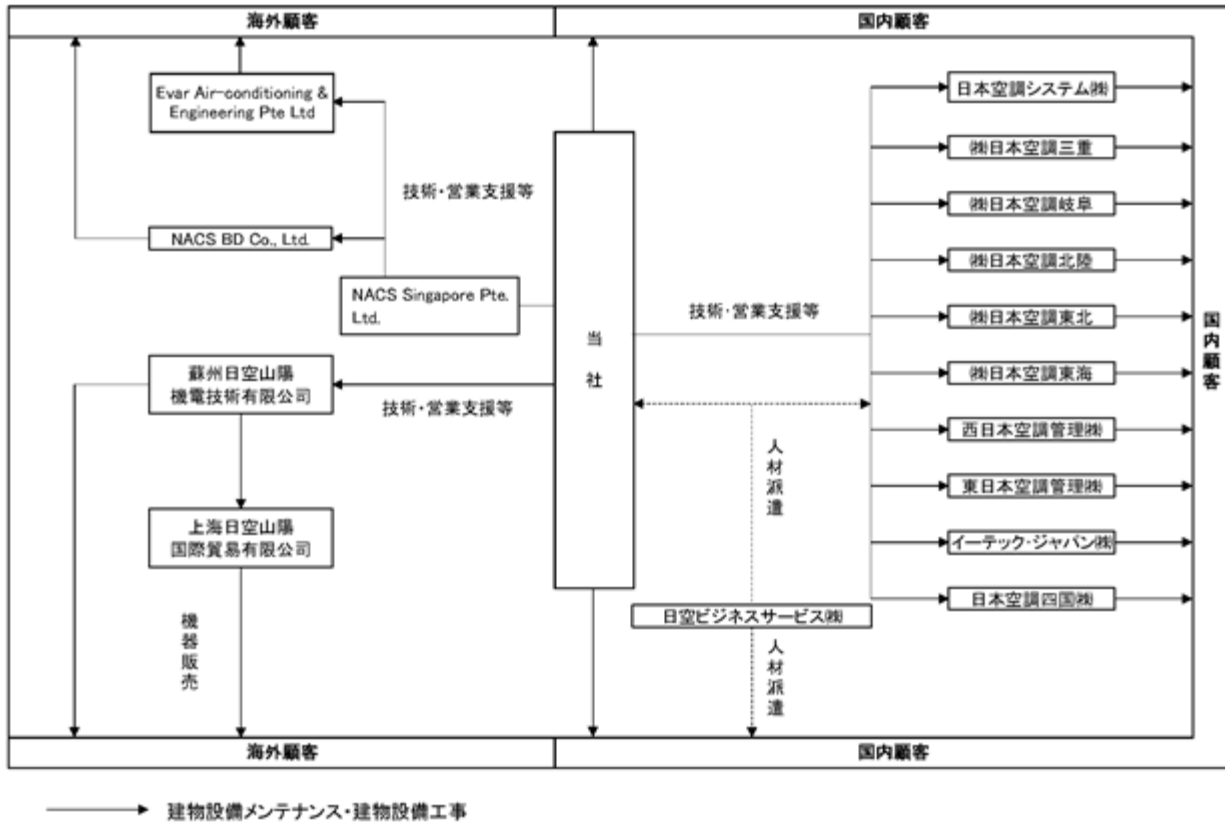 海外顧客
国内顧客
Evar Air-conditioning &
Engineering Pte Ltd
技術・営業支援等
NACS BD Co., Ltd.
NACS Singapore Pte.
Ltd.
蘇州日空山陽
機電技術有限公司
技術・営業支援等
上海日空山陽
国際貿易有限公司
機器販売
当社
技術・営業支援等
人材派遣
日空ビジネスサービス㈱
人材派遣
日本空調システム㈱
㈱日本空調三重
㈱日本空調岐阜
㈱日本空調北陸
㈱日本空調東北
㈱日本空調東海
西日本空調管理㈱
東日本空調管理㈱
イーテック・ジャパン㈱
日本空調四国㈱
国内顧客
海外顧客
国内顧客
建物設備メンテナンス・建物設備工事